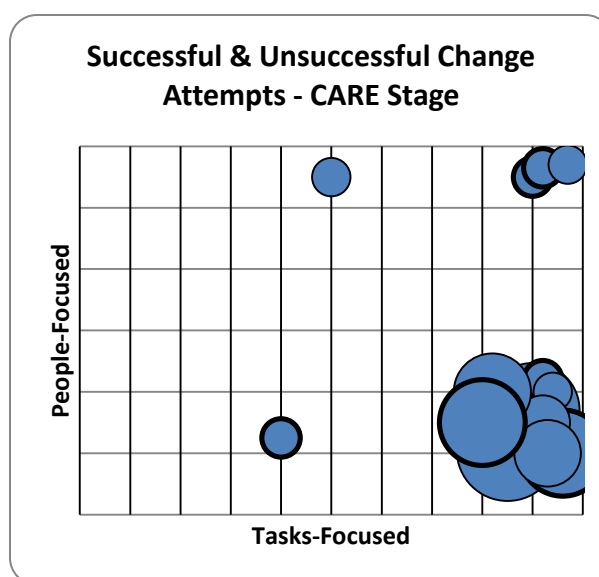 Successful & Unsuccessful Change
Attempts - CARE Stage
People-Focused
Tasks-Focused